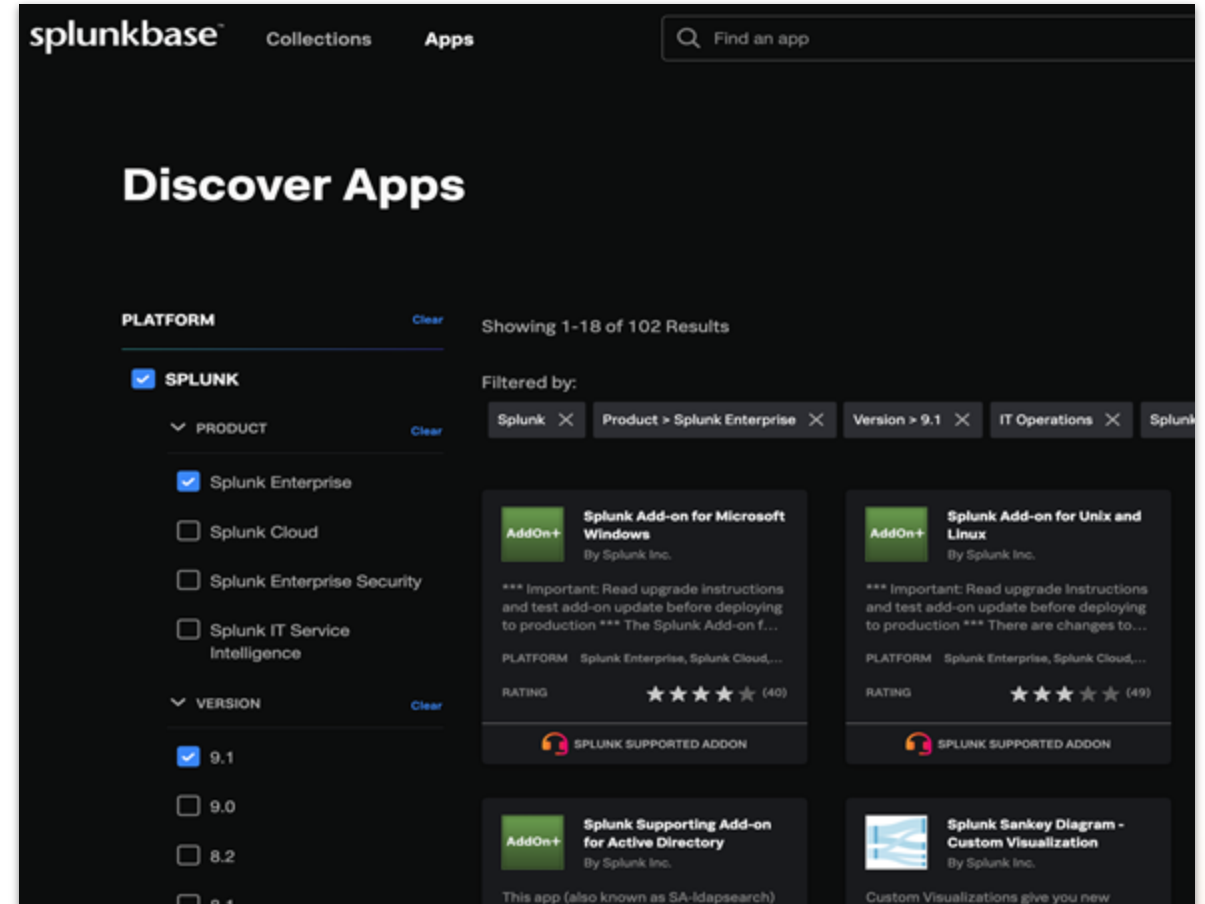 splunkbase™ Collections Apps Find an app
Discover Apps
PLATFORM Clear
SPLUNK
PRODUCT Clear
Splunk Enterprise
Splunk Cloud
Splunk Enterprise Security
Splunk IT Service
Intelligence
VERSION Clear
9.1
9.0
8.2
8.1
Showing 1-18 of 102 Results
Filtered by:
Splunk Product > Splunk Enterprise Version > 9.1 IT Operations Splunk
AddOn+
Splunk Add-on for Microsoft
Windows
By Splunk Inc.
*** Important: Read upgrade instructions
and test add-on update before deploying
to production *** The Splunk Add-on f...
PLATFORM Splunk Enterprise, Splunk Cloud,...
RATING (40)
SPLUNK SUPPORTED ADDON
AddOn+
Splunk Add-on for Unix and
Linux
By Splunk Inc.
*** Important: Read upgrade Instructions
and test add-on update before deploying
to production *** There are changes to...
PLATFORM Splunk Enterprise, Splunk Cloud,...
RATING (49)
SPLUNK SUPPORTED ADDON
AddOn+
Splunk Supporting Add-on
for Active Directory
By Splunk Inc.
This app (also known as SA-ldapsearch)
Splunk Sankey Diagram -
Custom Visualization
By Splunk Inc.
Custom Visualizations give you new